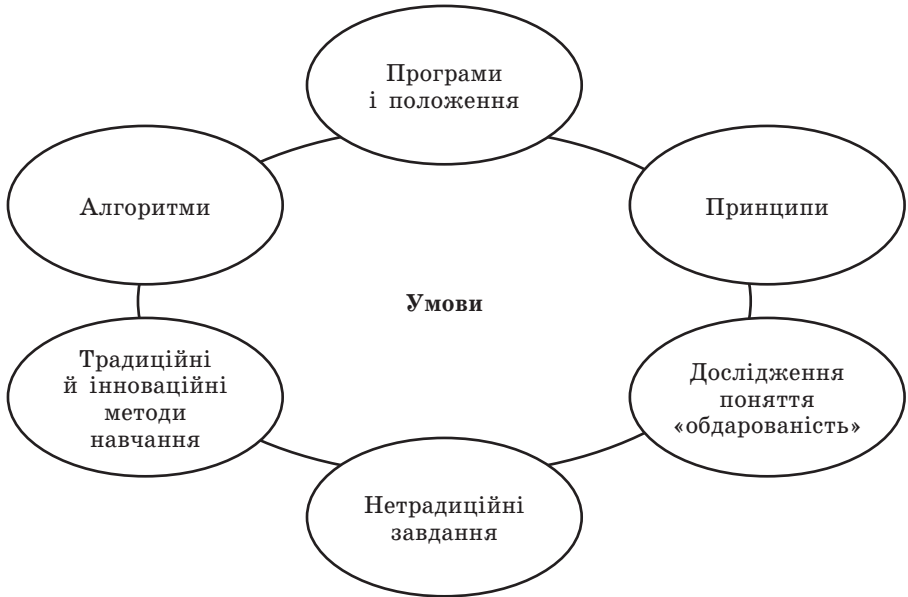 Програми
і положення
Алгоритми
Принципи
Умови
Традиційні
й інноваційні
методи
навчання
Дослідження
поняття
«обдарованість»
Нетрадиційні
завдання